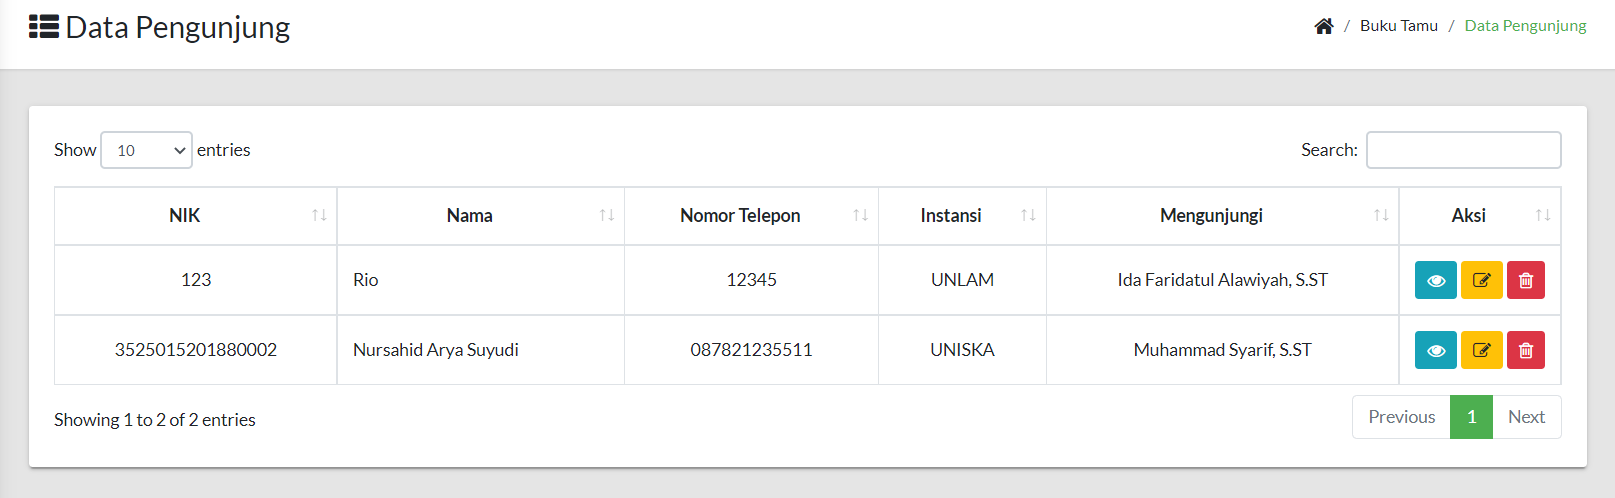 Data Pengunjung
/ Buku Tamu / Data Pengunjung
Show 10 entries
Search:
NIK Nama Nomor Telepon Instansi Mengunjungi Aksi
123 Rio 12345 UNLAM Ida Faridatul Alawiyah, S.ST
3525015201880002 Nursahid Arya Suyudi 087821235511 UNISKA Muhammad Syarif, S.ST
Showing 1 to 2 of 2 entries
Previous 1 Next